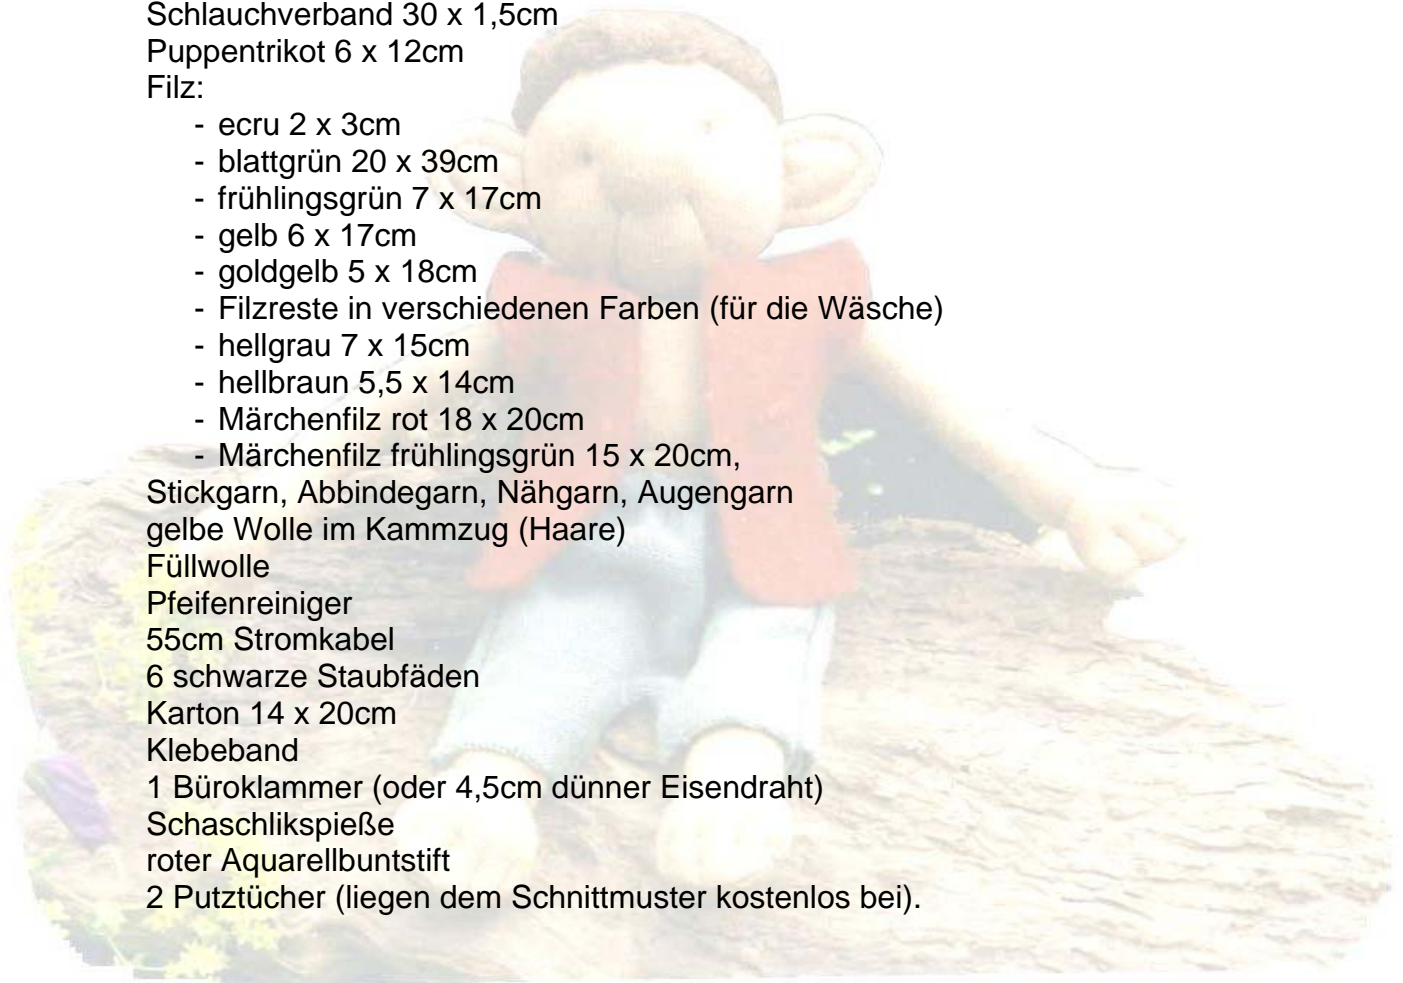 Schlauchverband 30 x 1,5cm
Puppentrikot 6 x 12cm
Filz:
- ecru 2 x 3cm
- blattgrün 20 x 39cm
- frühlingsgrün 7 x 17cm
- gelb 6 x 17cm
- goldgelb 5 x 18cm
- Filzreste in verschiedenen Farben (für die Wäsche)
- hellgrau 7 x 15cm
- hellbraun 5,5 x 14cm
- Märchenfilz rot 18 x 20cm
- Märchenfilz frühlingsgrün 15 x 20cm,
Stickgarn, Abbindegarn, Nähgarn, Augengarn
gelbe Wolle im Kammzug (Haare)
Füllwolle
Pfeifenreiniger
55cm Stromkabel
6 schwarze Staubfäden
Karton 14 x 20cm
Klebeband
1 Büroklammer (oder 4,5cm dünner Eisendraht)
Schaschlikspieße
roter Aquarellbuntstift
2 Putztücher (liegen dem Schnittmuster kostenlos bei).